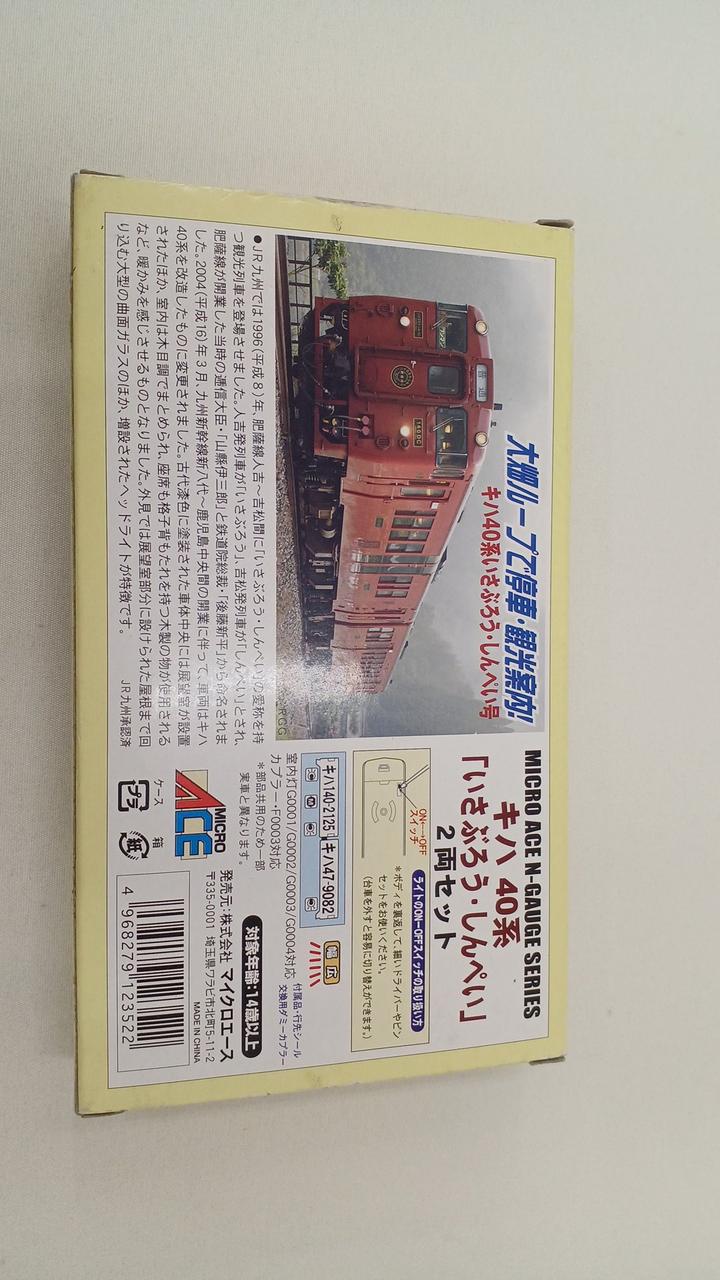 大畑ループで停車・観光案内!
キハ40系いさぶろう・しんぺい号
●JR九州では1996(平成8)年、肥薩線人吉～吉松間に「いさぶろう・しんぺい」の愛称を持
つ観光列車を登場させました。人吉発列車が「いさぶろう」、吉松発列車が「しんぺい」とされ、
肥薩線が開業した当時の逓信大臣・「山縣伊三郎」と鉄道院総裁・「後藤新平」から命名されま
した。2004(平成16)年3月、九州新幹線新八代～鹿児島中央間の開業に伴って、車両はキハ
40系を改造したものに変更されました。古代漆色に塗装された車体中央には展望室が設置
されたほか、室内は木目調でまとめられ、座席も格子背もたれを持つ木製の物が使用される
など、暖かみを感じさせるものとなりました。外見では展望室部分に設けられた屋根まで回
り込む大型の曲面ガラスのほか、増設されたヘッドライトが特徴です。
JR九州承認済
MICRO ACE N-GAUGE SERIES
キハ 40系
「いさぶろう・しんぺい」
2両セット
ライトのON－OFFスイッチの取り扱い方
ON←→OFF
スイッチ
*ボディを裏返して、細いドライバーやピン
セットをお使いください。
(台車を外すと容易に切り替えができます。)
キハ140-2125
キハ47-9082
幅広
室内灯G0001/G0002/G0003/G0004対応
カプラー・F0003対応
付属品・行先シール
交換用ダミーカプラー
*部品共用のため一部
実車と異なります。
対象年齢:14歳以上
MICRO
ACE
発売元:株式会社 マイクロエース
〒335-0001 埼玉県ワラビ市北町5-11-2
MADE IN CHINA
ケース
プラ
箱
紙
4 968279 123522